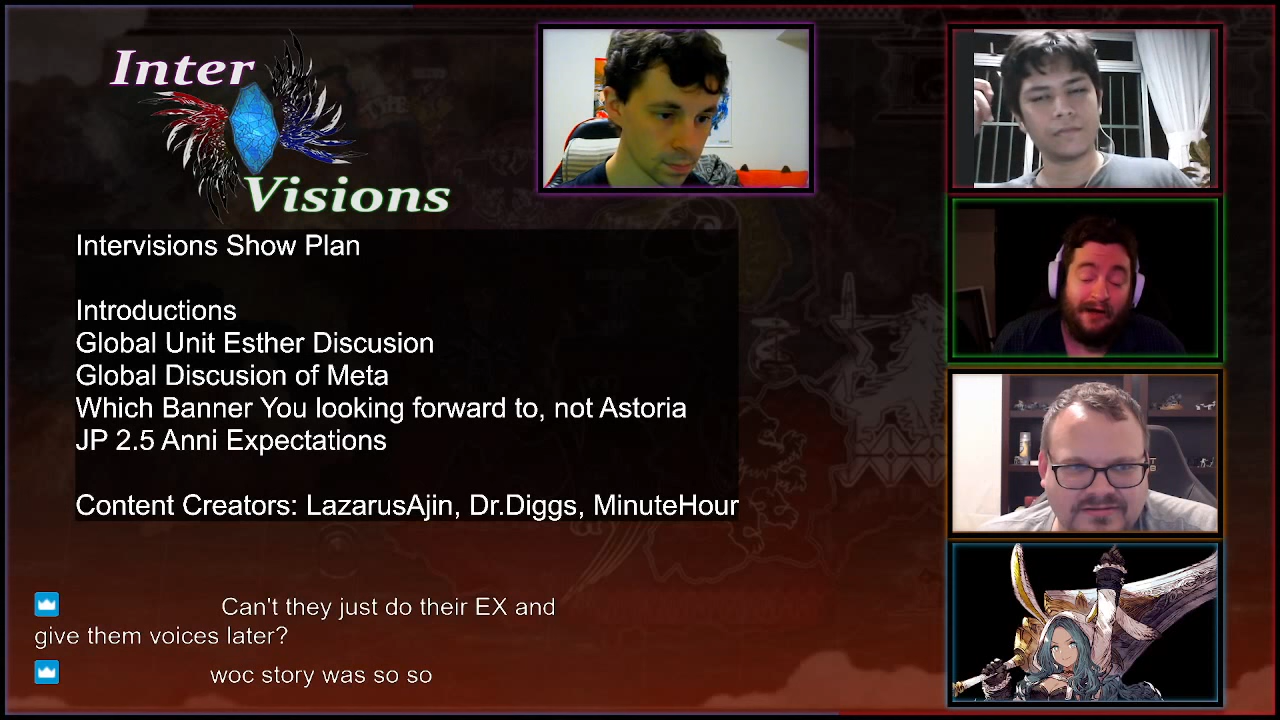 Inter
Visions
Intervisions Show Plan
Introductions
Global Unit Esther Discusion
Global Discusion of Meta
Which Banner You looking forward to, not Astoria
JP 2.5 Anni Expectations
Content Creators: LazarusAjin, Dr.Diggs, MinuteHour
Can't they just do their EX and
give them voices later?
woc story was so so